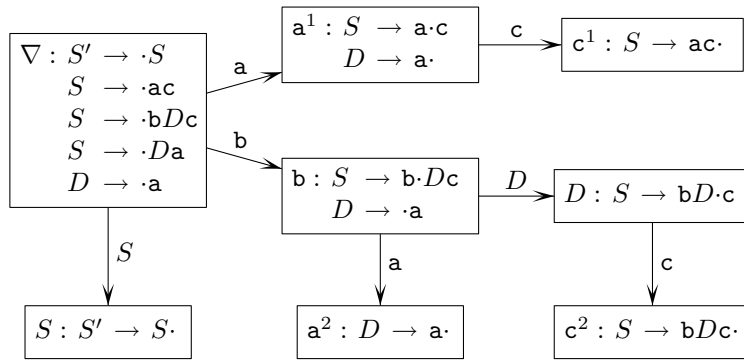 ∇ : S′ → ·S
S → ·ac
S → ·bDc
S → ·Da
D → ·a
a
a¹ : S → a·c
D → a·
c
c¹ : S → ac·
b
b : S → b·Dc
D → ·a
D
D : S → bD·c
S
a
c
S : S′ → S·
a² : D → a·
c² : S → bDc·